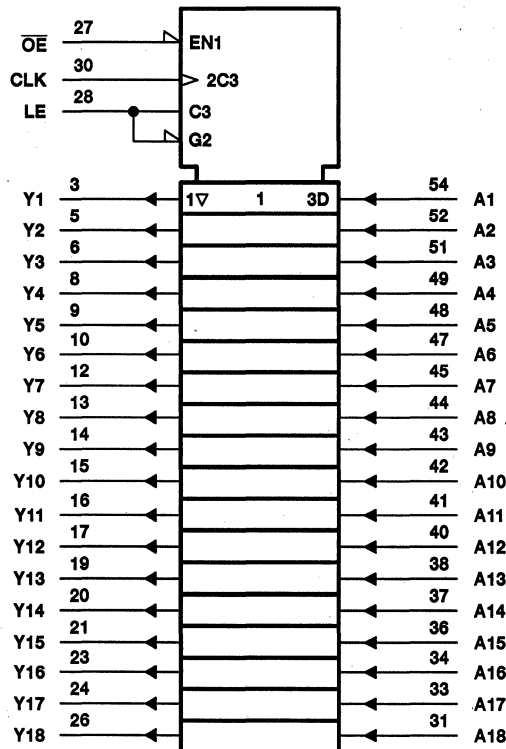 OE 27 EN1
CLK 30 2C3
LE 28 C3
G2
Y1 3 1▽ 1 3D 54 A1
Y2 5 52 A2
Y3 6 51 A3
Y4 8 49 A4
Y5 9 48 A5
Y6 10 47 A6
Y7 12 45 A7
Y8 13 44 A8
Y9 14 43 A9
Y10 15 42 A10
Y11 16 41 A11
Y12 17 40 A12
Y13 19 38 A13
Y14 20 37 A14
Y15 21 36 A15
Y16 23 34 A16
Y17 24 33 A17
Y18 26 31 A18